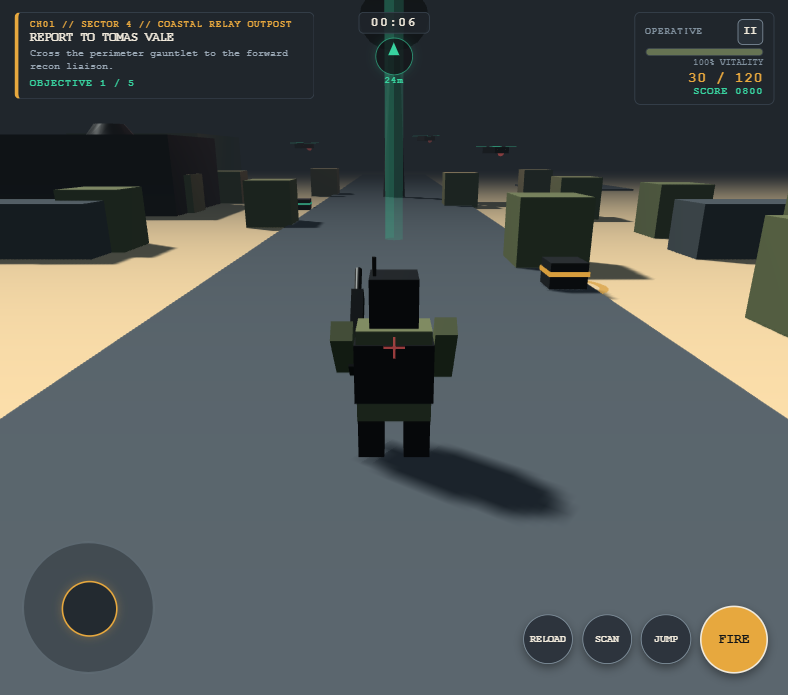 CH01 // SECTOR 4 // COASTAL RELAY OUTPOST
REPORT TO TOMAS VALE
Cross the perimeter gauntlet to the forward
recon liaison.
OBJECTIVE 1 / 5
00:06
24m
OPERATIVE
II
100% VITALITY
30 / 120
SCORE 0800
RELOAD
SCAN
JUMP
FIRE